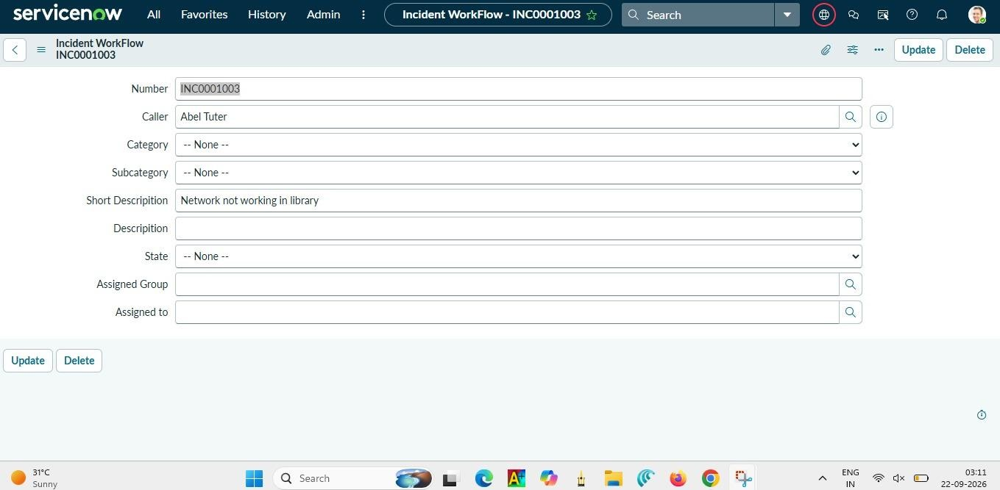 servicenow All Favorites History Admin Incident WorkFlow - INC0001003 Search
Incident WorkFlow
INC0001003
Update Delete
Number INC0001003
Caller Abel Tuter
Category -- None --
Subcategory -- None --
Short Descripition Network not working in library
Descripition
State -- None --
Assigned Group
Assigned to
Update Delete
31°C
Sunny
Search
ENG
IN
03:11
22-09-2026